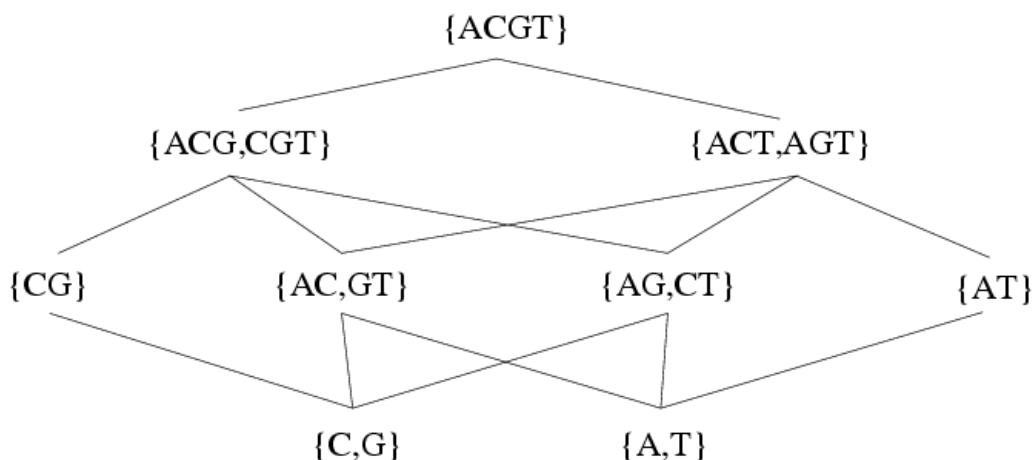 {ACGT}
{ACG,CGT} {ACT,AGT}
{CG} {AC,GT} {AG,CT} {AT}
{C,G} {A,T}